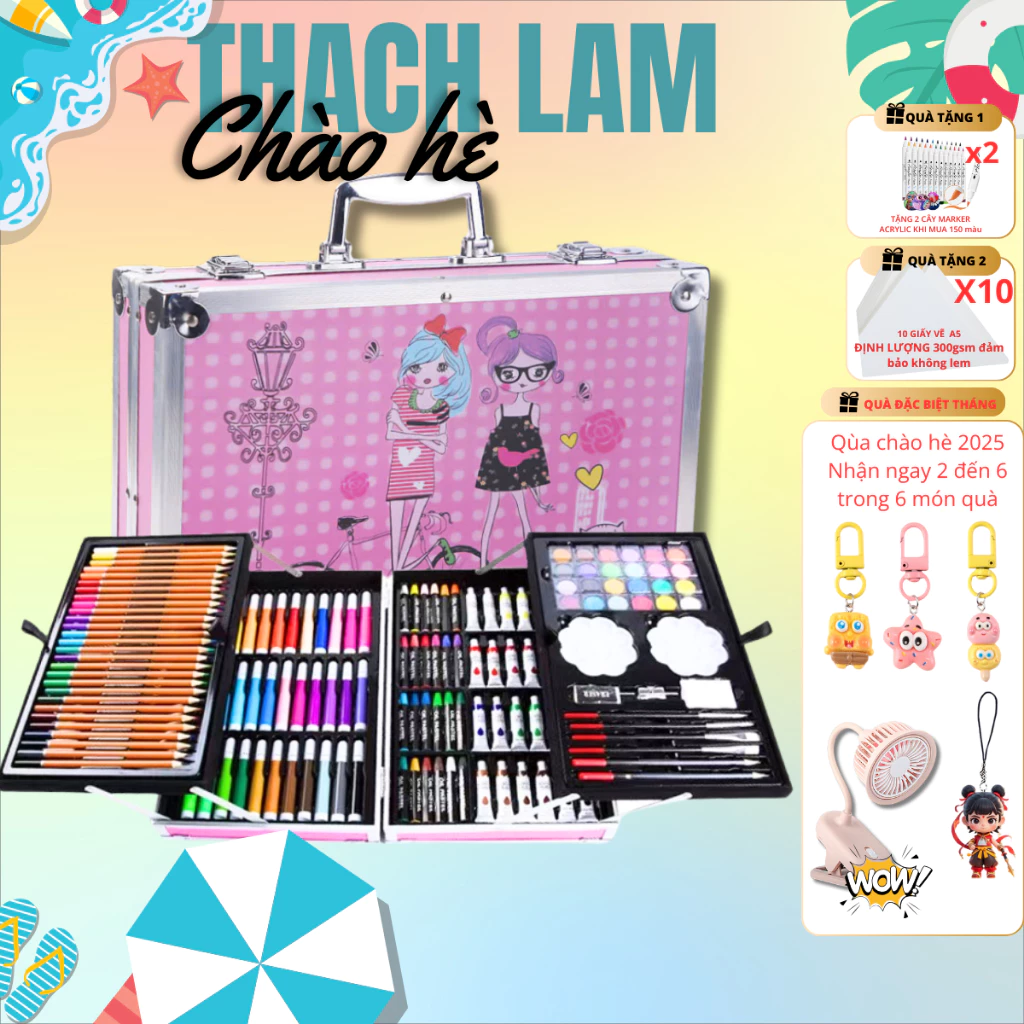 THẠCH LAM
Chào hè
QUÀ TẶNG 1
x2
TẶNG 2 CÂY MARKER
ACRYLIC KHI MUA 150 màu
QUÀ TẶNG 2
X10
10 GIẤY VẼ A5
ĐỊNH LƯỢNG 300gsm đảm
bảo không lem
QUÀ ĐẶC BIỆT THÁNG
Qùa chào hè 2025
Nhận ngay 2 đến 6
trong 6 món quà
ERASER
WOW!